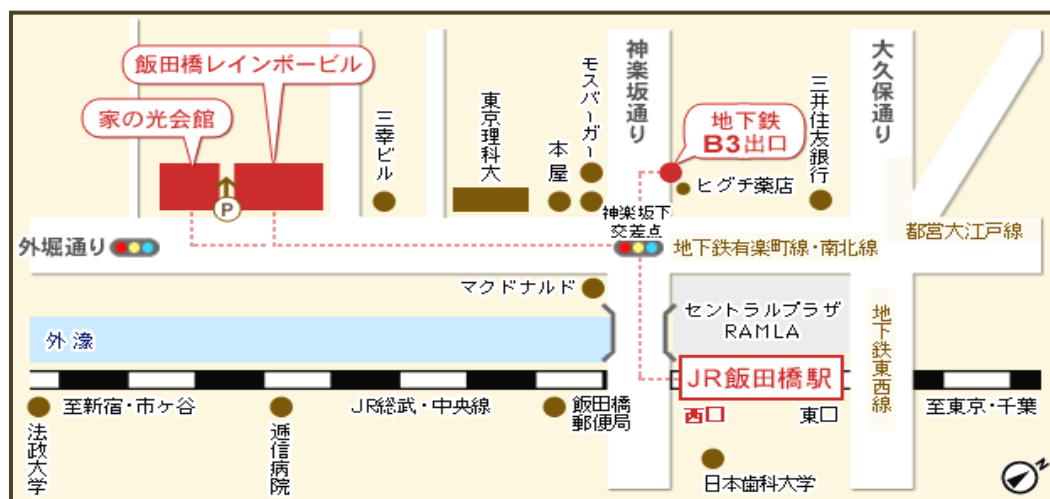 飯田橋レインボービル
家の光会館
P
三幸ビル
東京理科大
本屋
モスバーガー
神楽坂通り
地下鉄
B3出口
ヒグチ薬店
三井住友銀行
大久保通り
外堀通り
神楽坂下
交差点
地下鉄有楽町線・南北線
都営大江戸線
マクドナルド
セントラルプラザ
RAMLA
地下鉄東西線
外濠
JR飯田橋駅
西口
東口
至新宿・市ヶ谷
JR総武・中央線
飯田橋
郵便局
至東京・千葉
法政大学
逓信病院
日本歯科大学
N